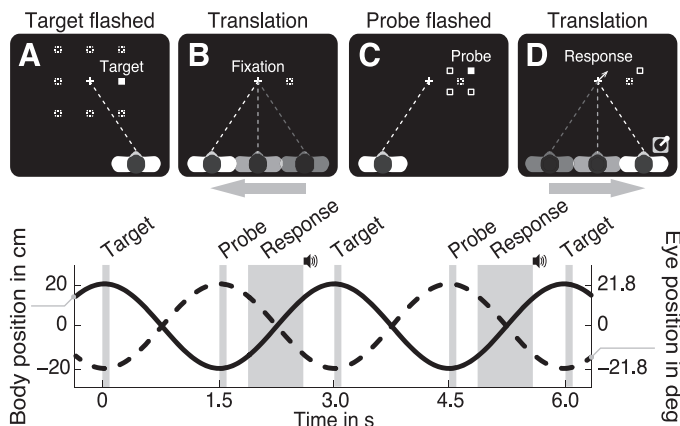 Target flashed
Translation
Probe flashed
Translation
A
Target
B
Fixation
C
Probe
D
Response
Target
Probe
Response
Target
Probe
Response
Target
Body position in cm
20
0
−20
Eye position in deg
21.8
0
−21.8
0
1.5
3.0
4.5
6.0
Time in s